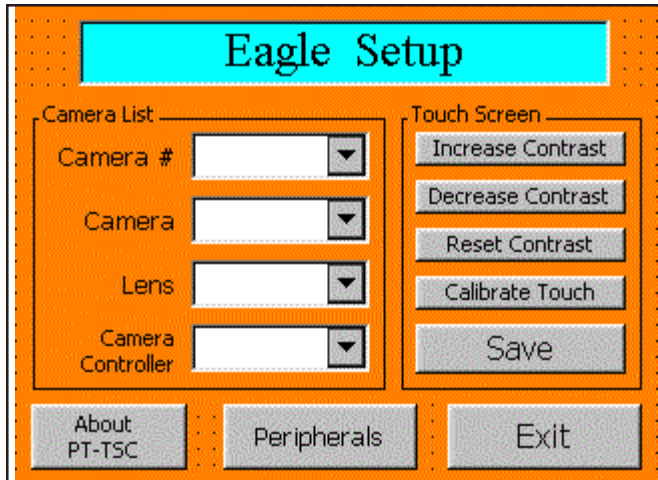 Eagle Setup
Camera List
Camera #
Camera
Lens
Camera
Controller
Touch Screen
Increase Contrast
Decrease Contrast
Reset Contrast
Calibrate Touch
Save
About
PT-TSC
Peripherals
Exit